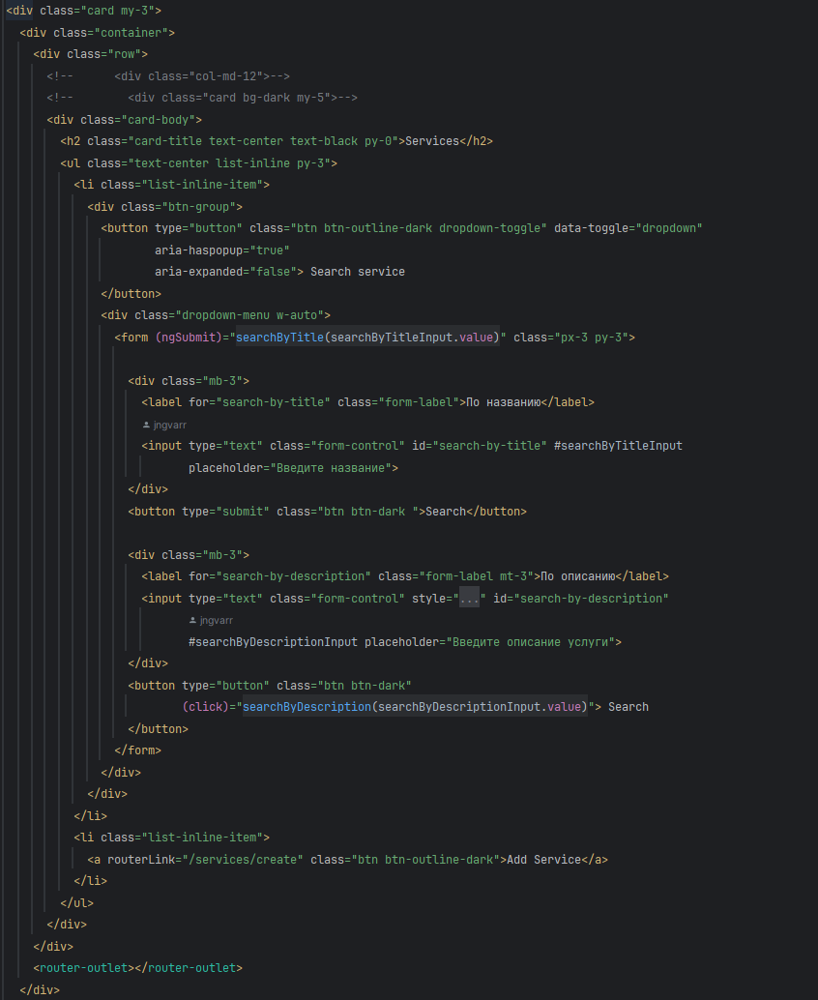 <div class="card my-3">
<div class="container">
<div class="row">
<!--      <div class="col-md-12">-->
<!--        <div class="card bg-dark my-5">-->
<div class="card-body">
<h2 class="card-title text-center text-black py-0">Services</h2>
<ul class="text-center list-inline py-3">
<li class="list-inline-item">
<div class="btn-group">
<button type="button" class="btn btn-outline-dark dropdown-toggle" data-toggle="dropdown"
aria-haspopup="true"
aria-expanded="false"> Search service
</button>
<div class="dropdown-menu w-auto">
<form (ngSubmit)="searchByTitle(searchByTitleInput.value)" class="px-3 py-3">
<div class="mb-3">
<label for="search-by-title" class="form-label">По названию</label>
jngvarr
<input type="text" class="form-control" id="search-by-title" #searchByTitleInput
placeholder="Введите название">
</div>
<button type="submit" class="btn btn-dark ">Search</button>
<div class="mb-3">
<label for="search-by-description" class="form-label mt-3">По описанию</label>
<input type="text" class="form-control" style="..." id="search-by-description"
jngvarr
#searchByDescriptionInput placeholder="Введите описание услуги">
</div>
<button type="button" class="btn btn-dark"
(click)="searchByDescription(searchByDescriptionInput.value)"> Search
</button>
</form>
</div>
</div>
</li>
<li class="list-inline-item">
<a routerLink="/services/create" class="btn btn-outline-dark">Add Service</a>
</li>
</ul>
</div>
</div>
<router-outlet></router-outlet>
</div>